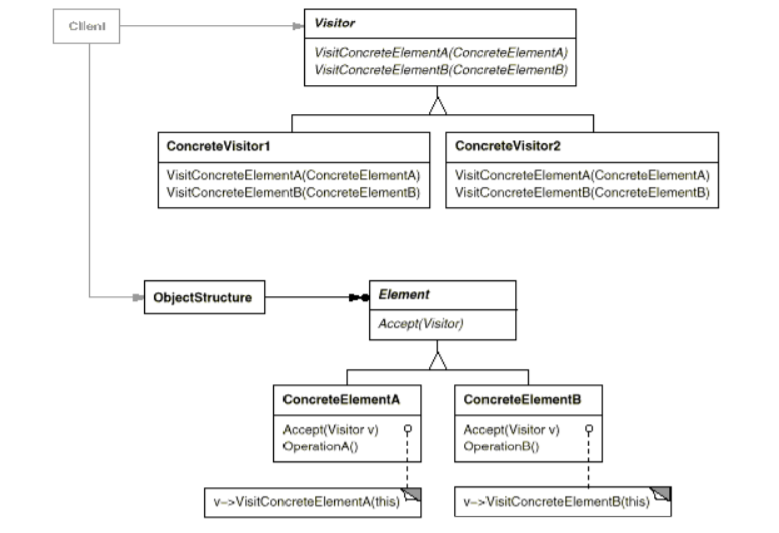 Client
Visitor
VisitConcreteElementA(ConcreteElementA)
VisitConcreteElementB(ConcreteElementB)
ConcreteVisitor1
VisitConcreteElementA(ConcreteElementA)
VisitConcreteElementB(ConcreteElementB)
ConcreteVisitor2
VisitConcreteElementA(ConcreteElementA)
VisitConcreteElementB(ConcreteElementB)
ObjectStructure
Element
Accept(Visitor)
ConcreteElementA
Accept(Visitor v)
OperationA()
ConcreteElementB
Accept(Visitor v)
OperationB()
v->VisitConcreteElementA(this)
v->VisitConcreteElementB(this)